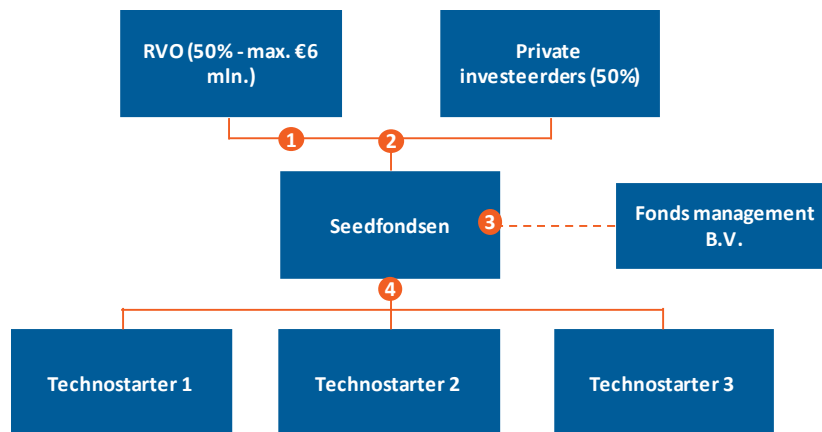 RVO (50% - max. €6
mln.)
Private
investeerders (50%)
1
2
Seedfondsen
3
Fonds management
B.V.
4
Technostarter 1
Technostarter 2
Technostarter 3